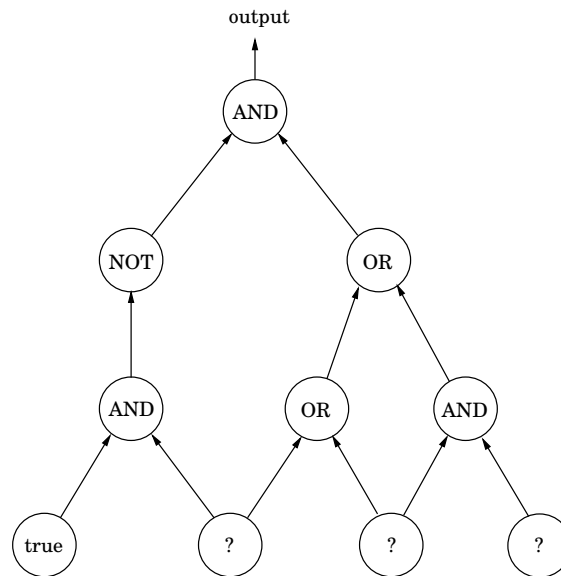 output
AND
NOT OR
AND OR AND
true ? ? ?